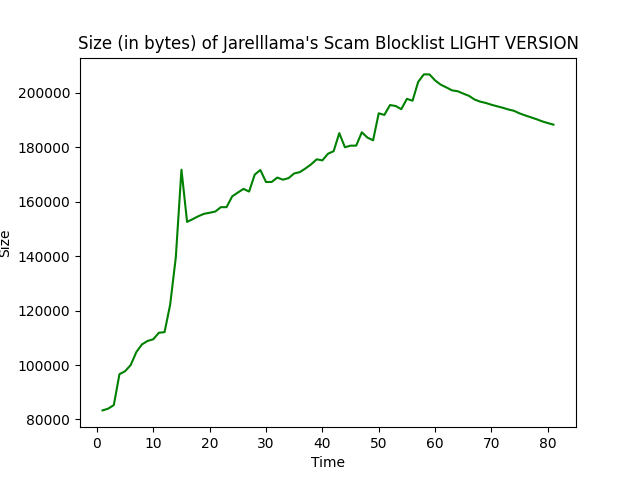 Size (in bytes) of Jarelllama's Scam Blocklist LIGHT VERSION
200000
180000
160000
140000
120000
100000
80000
Size
0 10 20 30 40 50 60 70 80
Time